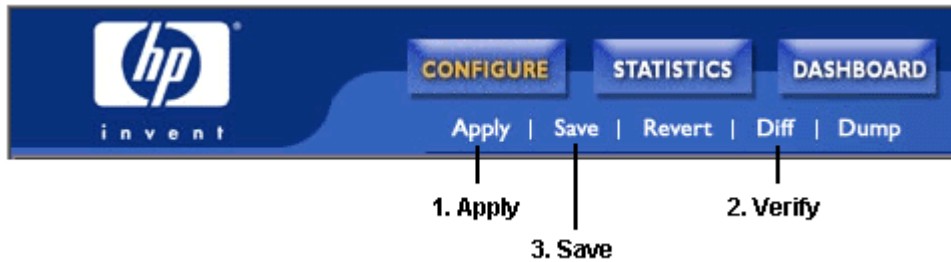 hp
CONFIGURE STATISTICS DASHBOARD
invent
Apply | Save | Revert | Diff | Dump
1. Apply 2. Verify
3. Save